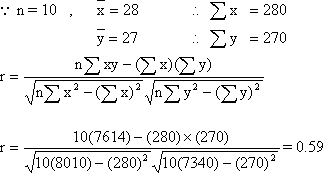 ∵ n = 10 , x̅ = 28 ∴ ∑ x = 280
y̅ = 27 ∴ ∑ y = 270
r = n∑ xy – (∑ x)(∑ y) / √(n∑ x² – (∑ x)²) √(n∑ y² – (∑ y)²)
r = 10(7614) – (280)×(270) / √(10(8010) – (280)²) √(10(7340) – (270)²) = 0.59